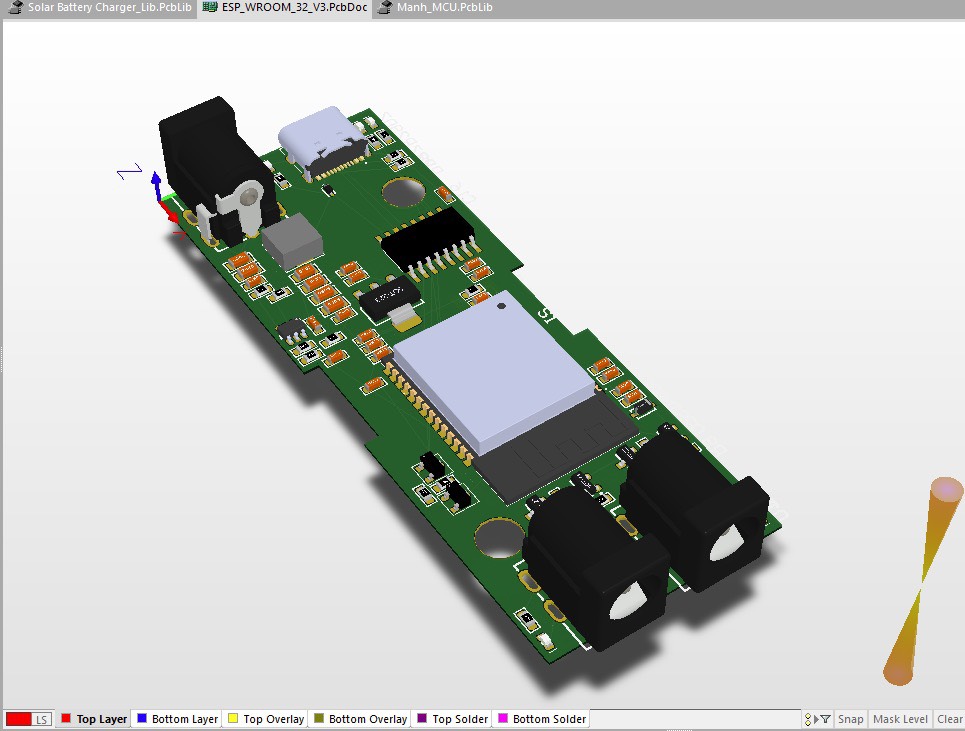 Solar Battery Charger_Lib.PcbLib
ESP_WROOM_32_V3.PcbDoc
Manh_MCU.PcbLib
Z
S1
LS
Top Layer
Bottom Layer
Top Overlay
Bottom Overlay
Top Solder
Bottom Solder
Snap
Mask Level
Clear